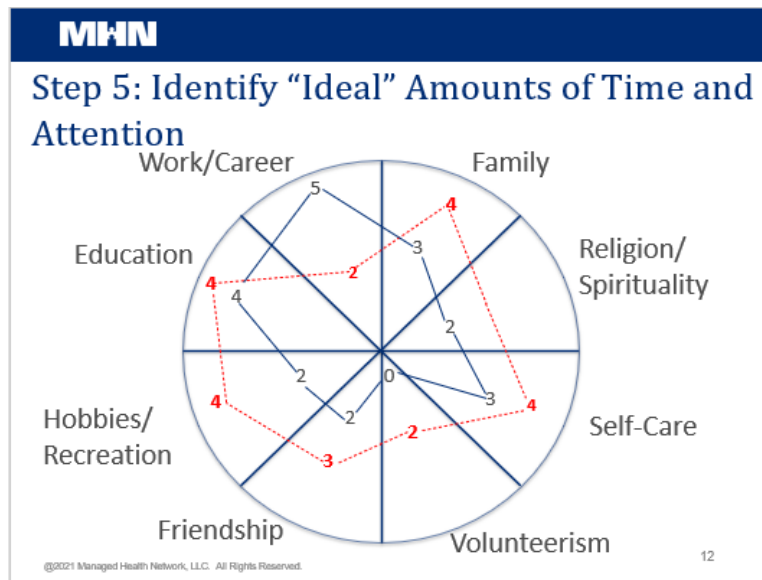 MHN
Step 5: Identify “Ideal” Amounts of Time and
Attention
Work/Career
Family
5
4
3
Education
Religion/
Spirituality
2
4
4
2
2
0
3
4
4
Hobbies/
Recreation
2
3
2
Self-Care
Friendship
Volunteerism
12
@2021 Managed Health Network, LLC. All Rights Reserved.